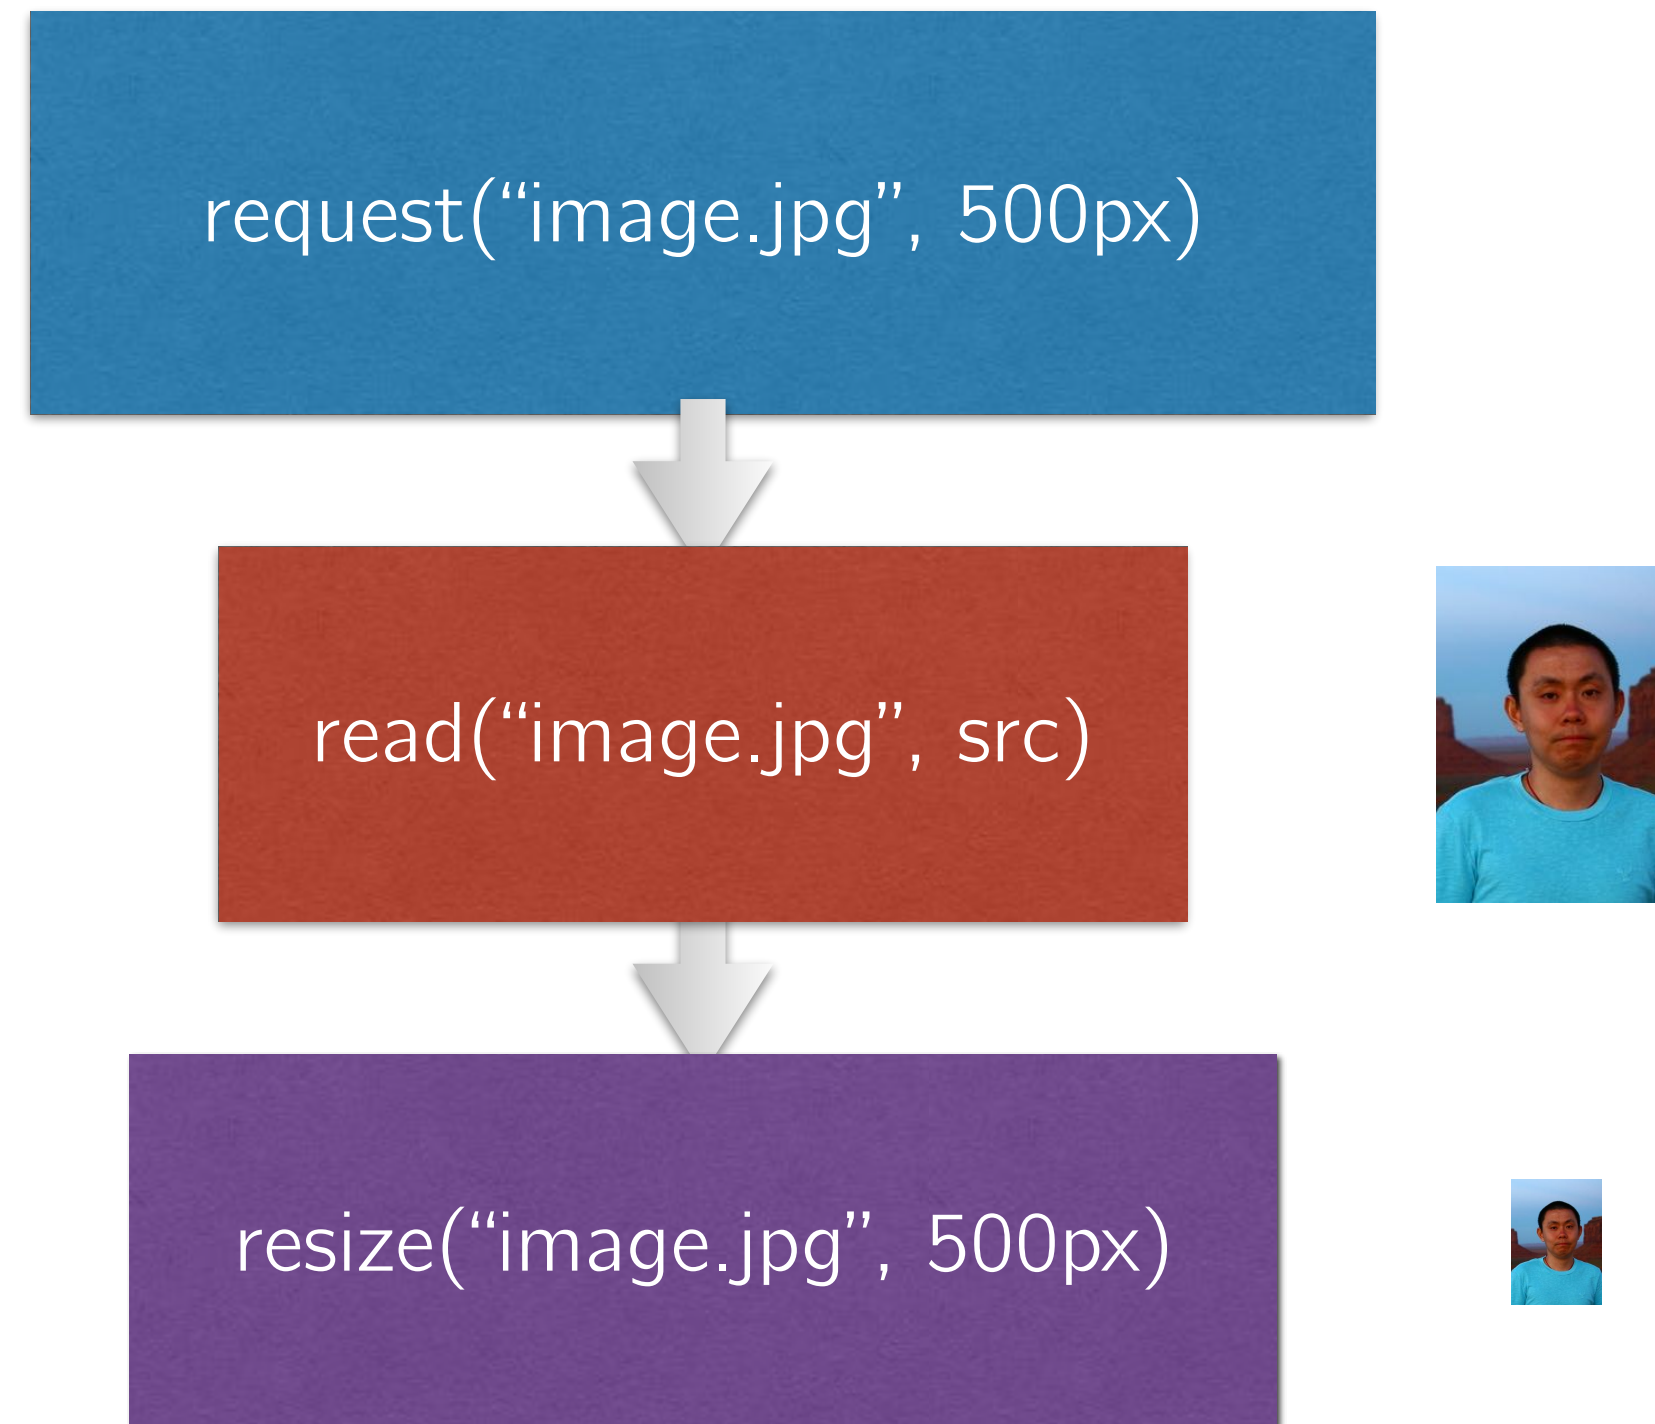 request(“image.jpg”, 500px)
read(“image.jpg”, src)
resize(“image.jpg”, 500px)